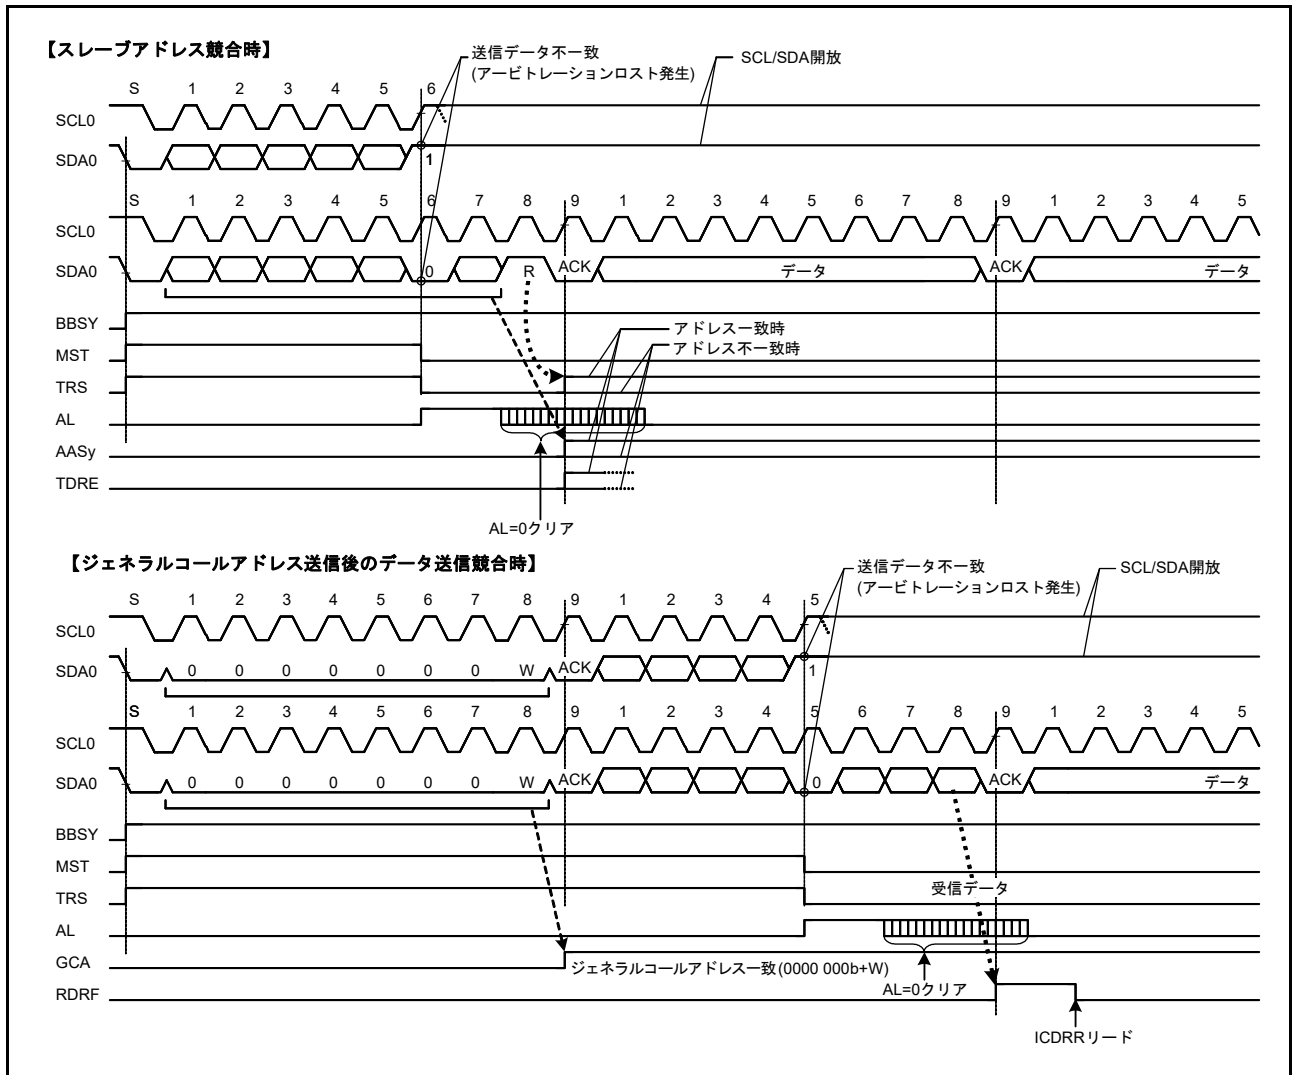 【スレーブアドレス競合時】
送信データ不一致
(アービトレーションロスト発生)
SCL/SDA開放
S 1 2 3 4 5 6
SCL0
SDA0 1
S 1 2 3 4 5 6 7 8 9 1 2 3 4 5 6 7 8 9 1 2 3 4 5
SCL0
SDA0 0 R ACK データ ACK データ
BBSY
アドレス一致時
MST
アドレス不一致時
TRS
AL
AASy
TDRE
AL=0クリア
【ジェネラルコールアドレス送信後のデータ送信競合時】
送信データ不一致
(アービトレーションロスト発生)
SCL/SDA開放
S 1 2 3 4 5 6 7 8 9 1 2 3 4 5
SCL0
SDA0 0 0 0 0 0 0 0 W ACK 1
S 1 2 3 4 5 6 7 8 9 1 2 3 4 5 6 7 8 9 1 2 3 4 5
SCL0
SDA0 0 0 0 0 0 0 0 W ACK 0 ACK データ
BBSY
MST
TRS 受信データ
AL
GCA ジェネラルコールアドレス一致(0000 000b+W)
AL=0クリア
RDRF
ICDRRリード